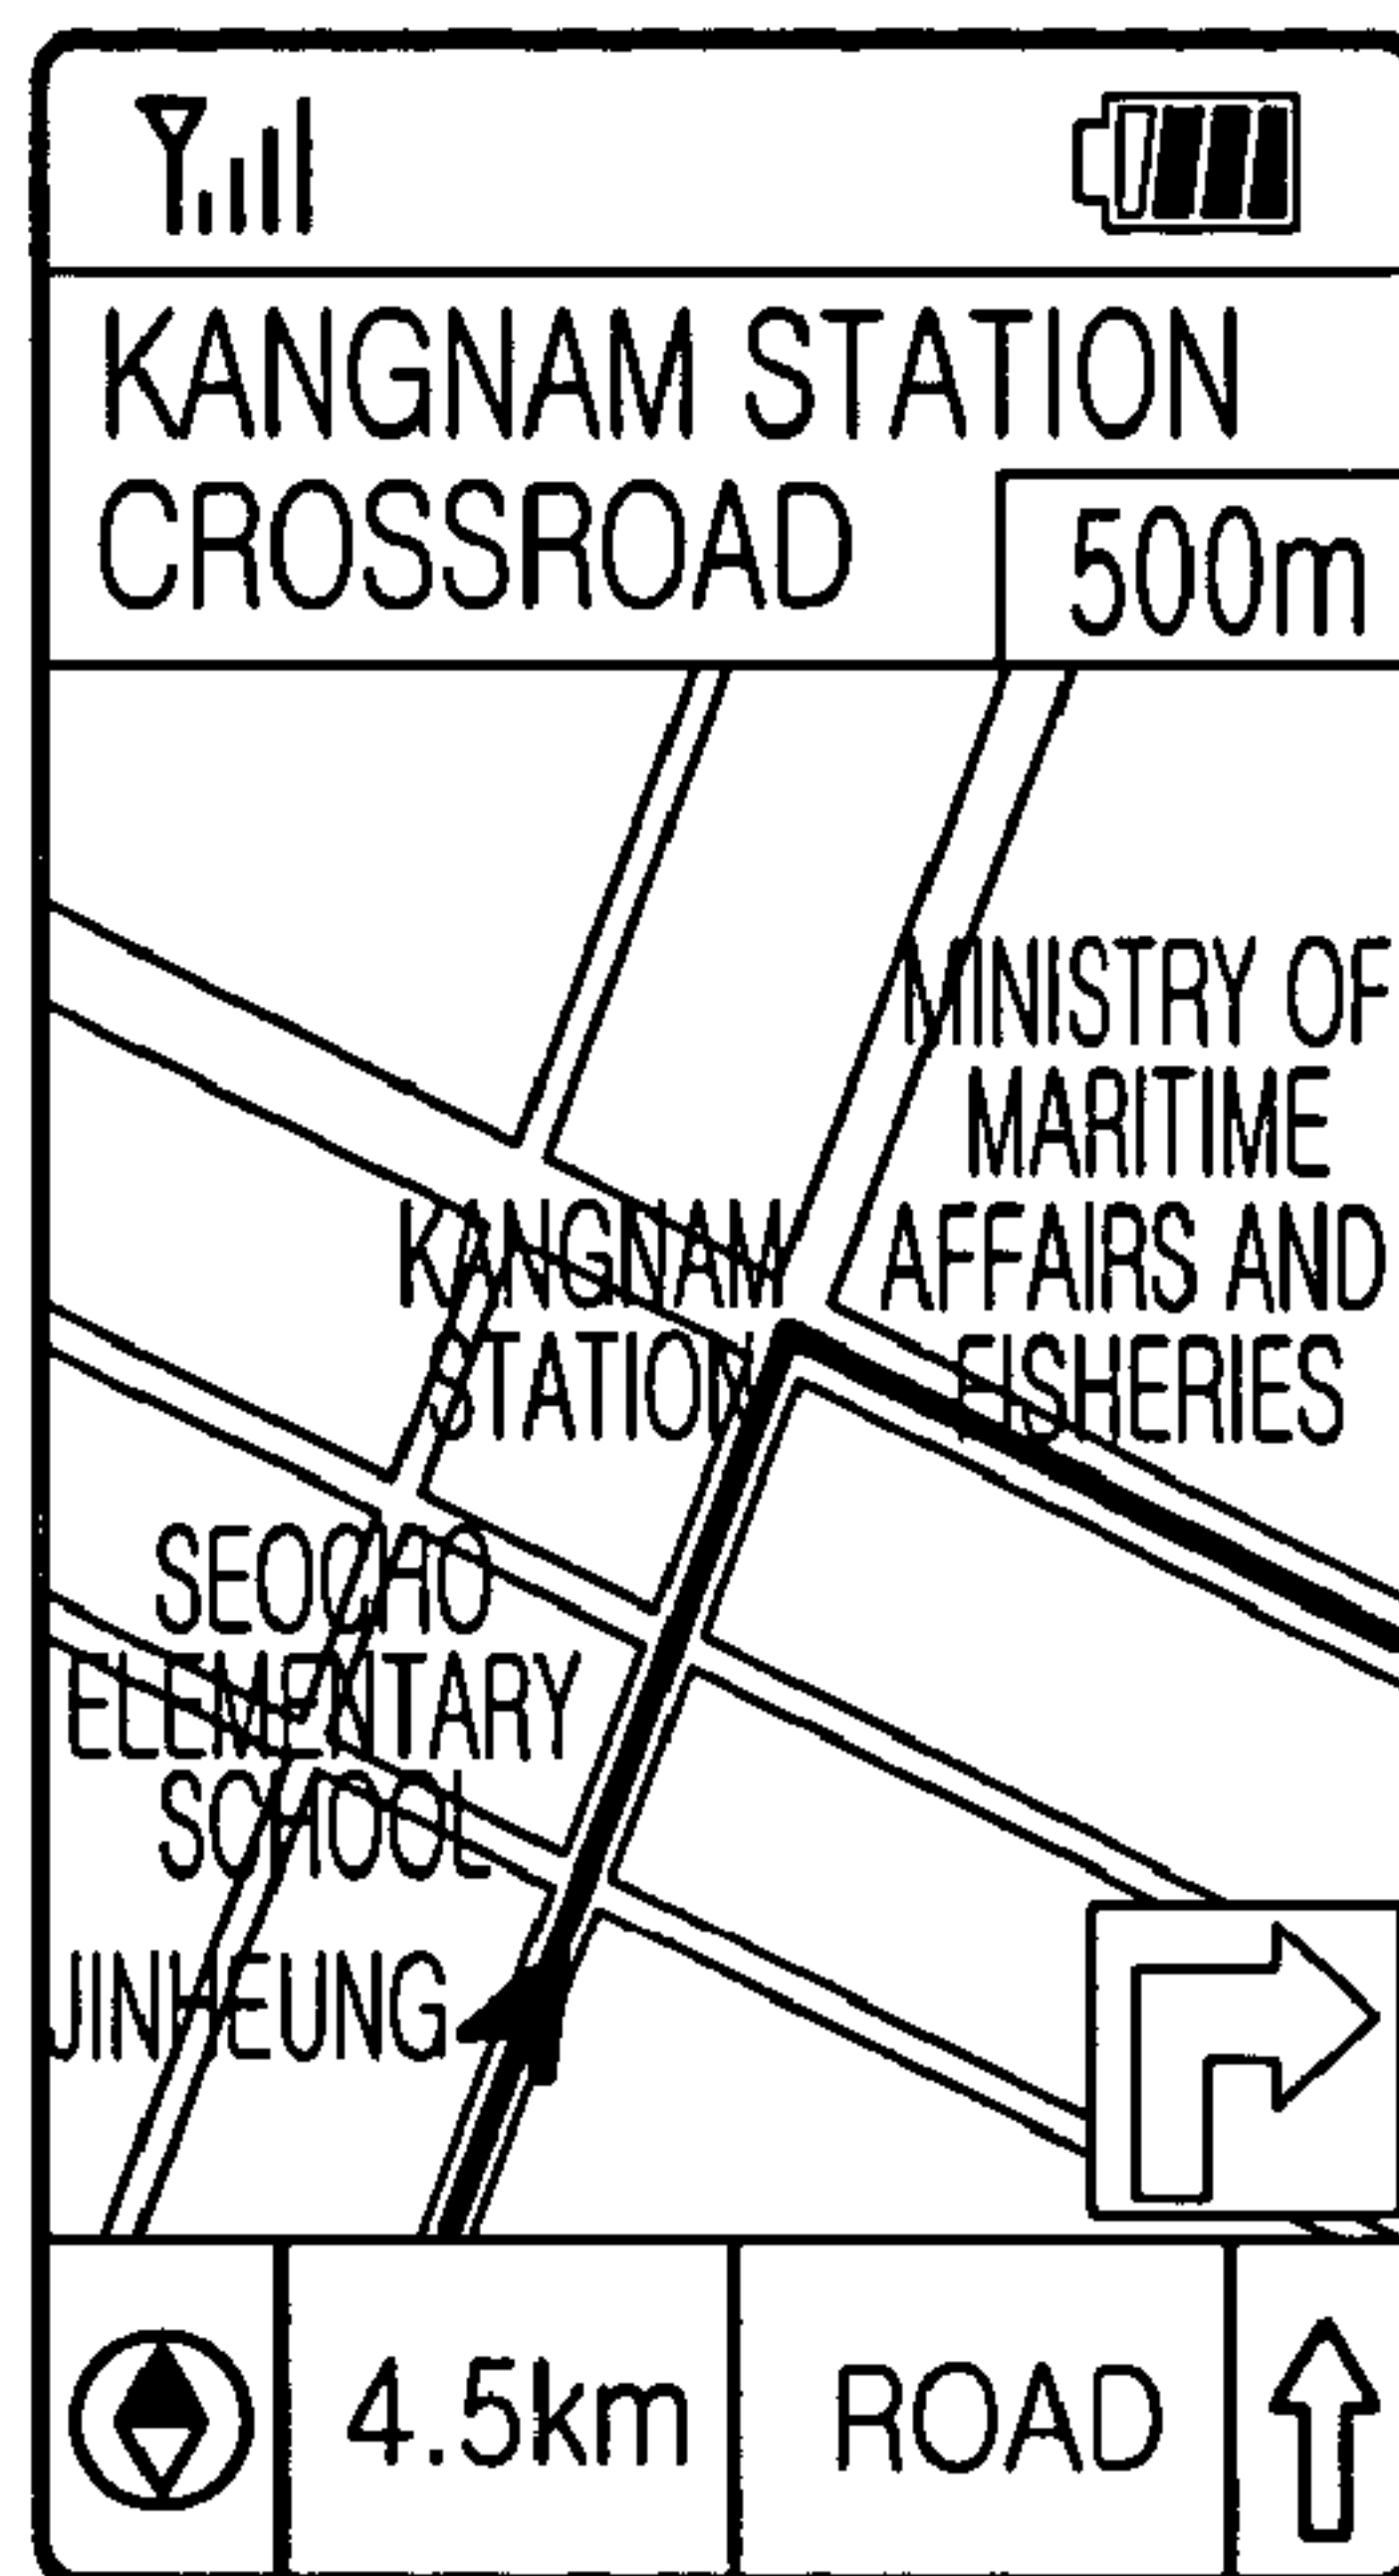 KANGNAM STATION
CROSSROAD
500m
MINISTRY OF
MARITIME
AFFAIRS AND
FISHERIES
KANGNAM
STATION
SEOCHO
ELEMENTARY
SCHOOL
JINHEUNG
4.5km
ROAD